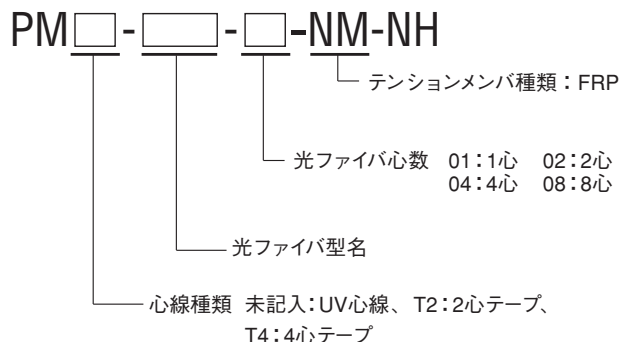 PM□-□-□-NM-NH
テンションメンバ種類：FRP
光ファイバ心数 01：1心 02：2心
04：4心 08：8心
光ファイバ型名
心線種類 未記入：UV心線、T2：2心テープ、
T4：4心テープ